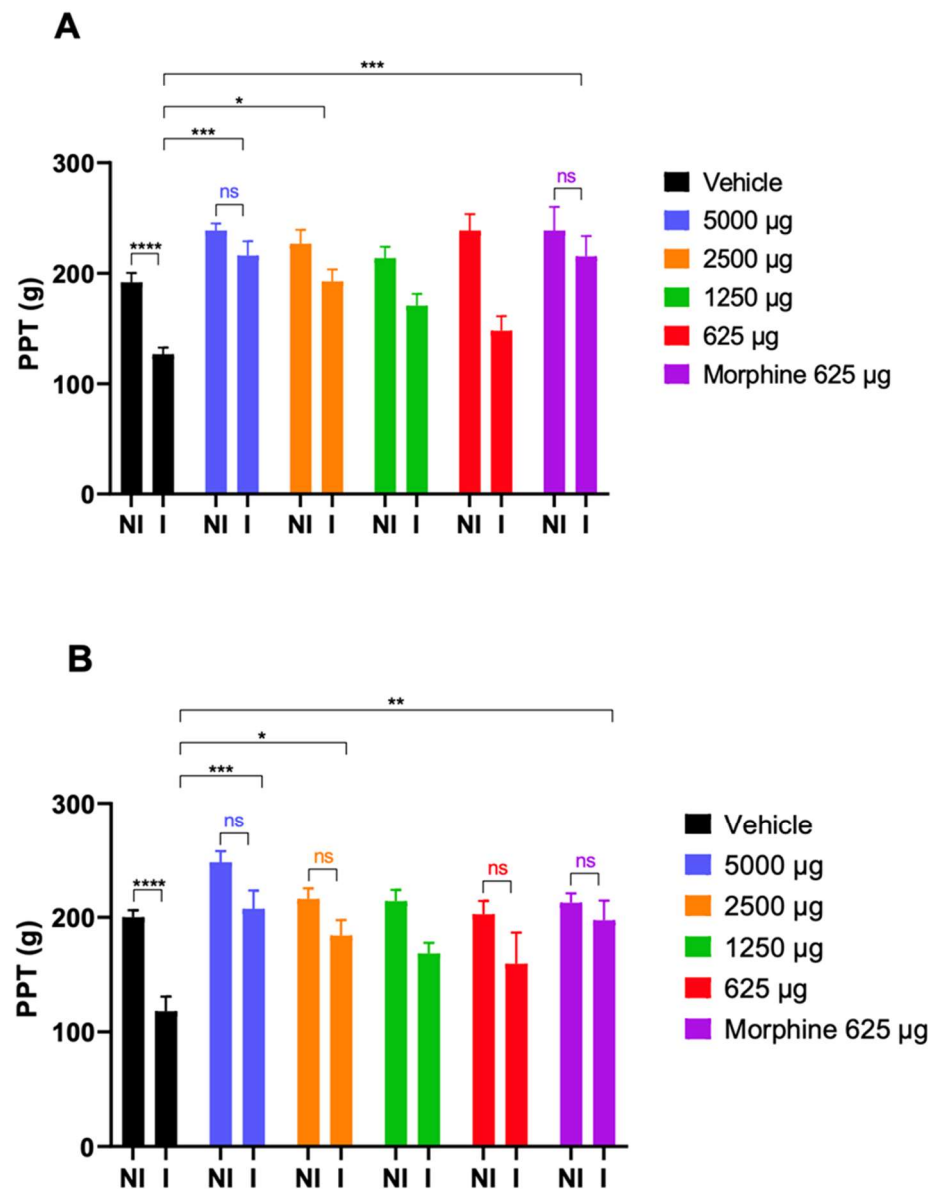 A
***
*
***
ns
ns
****
300
200
100
0
PPT (g)
NI I NI I NI I NI I NI I NI I
Vehicle
5000 µg
2500 µg
1250 µg
625 µg
Morphine 625 µg
B
**
*
***
ns
ns
ns
ns
****
300
200
100
0
PPT (g)
NI I NI I NI I NI I NI I NI I
Vehicle
5000 µg
2500 µg
1250 µg
625 µg
Morphine 625 µg